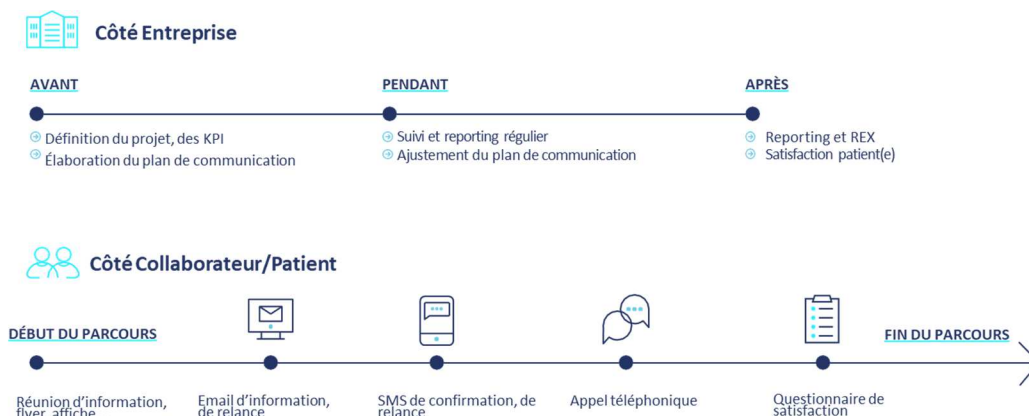 Côté Entreprise
AVANT
Définition du projet, des KPI
Élaboration du plan de communication
PENDANT
Suivi et reporting régulier
Ajustement du plan de communication
APRÈS
Reporting et REX
Satisfaction patient(e)
Côté Collaborateur/Patient
DÉBUT DU PARCOURS
Réunion d'information,
flyer, affiche
Email d'information,
de relance
SMS de confirmation, de
relance
Appel téléphonique
Questionnaire de
satisfaction
FIN DU PARCOURS